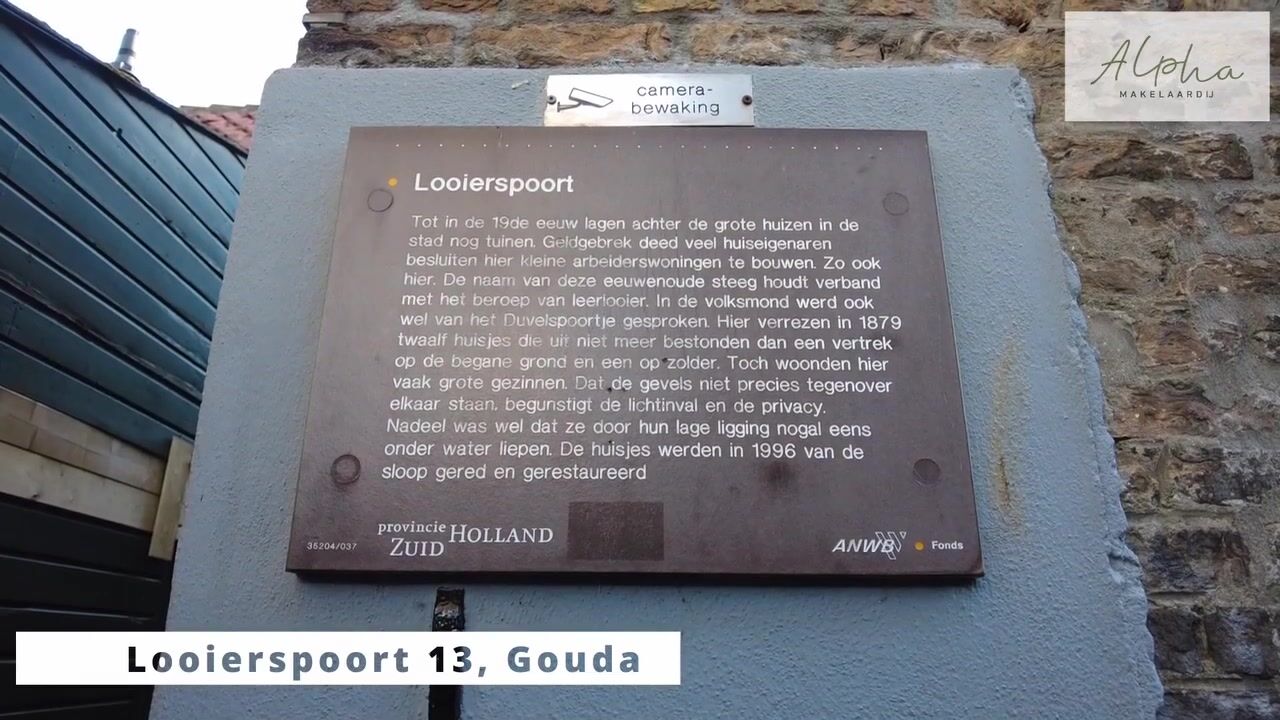 Alpha
MAKELAARDIJ
camera-
bewaking
Looierspoort
Tot in de 19de eeuw lagen achter de grote huizen in de
stad nog tuinen. Geldgebrek deed veel huiseigenaren
besluiten hier kleine arbeiderswoningen te bouwen. Zo ook
hier. De naam van deze eeuwenoude steeg houdt verband
met het beroep van leerlooier. In de volksmond werd ook
wel van het Duvelspoortje gesproken. Hier verrezen in 1879
twaalf huisjes die uit niet meer bestonden dan een vertrek
op de begane grond en een op zolder. Toch woonden hier
vaak grote gezinnen. Dat de gevels niet precies tegenover
elkaar staan, begunstigt de lichtinval en de privacy.
Nadeel was wel dat ze door hun lage ligging nogal eens
onder water liepen. De huisjes werden in 1996 van de
sloop gered en gerestaureerd
35204/037
provincie HOLLAND
ZUID
ANWB Fonds
Looierspoort 13, Gouda